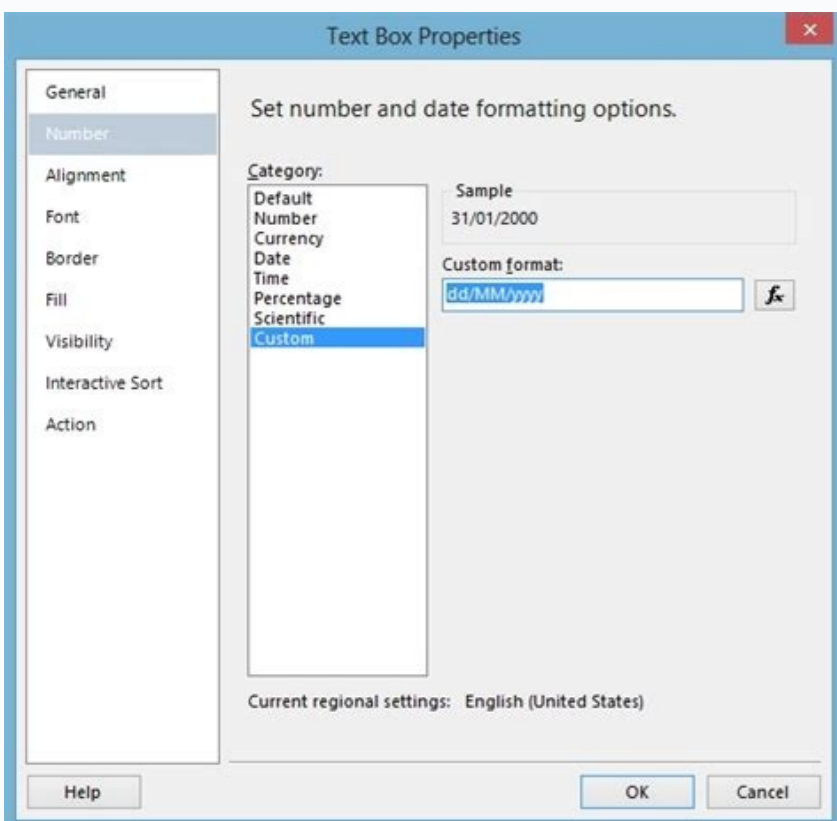 Text Box Properties
General
Number
Alignment
Font
Border
Fill
Visibility
Interactive Sort
Action
Set number and date formatting options.
Category:
Default
Number
Currency
Date
Time
Percentage
Scientific
Custom
Sample
31/01/2000
Custom format:
dd/MM/yyyy
fx
Current regional settings: English (United States)
Help
OK
Cancel